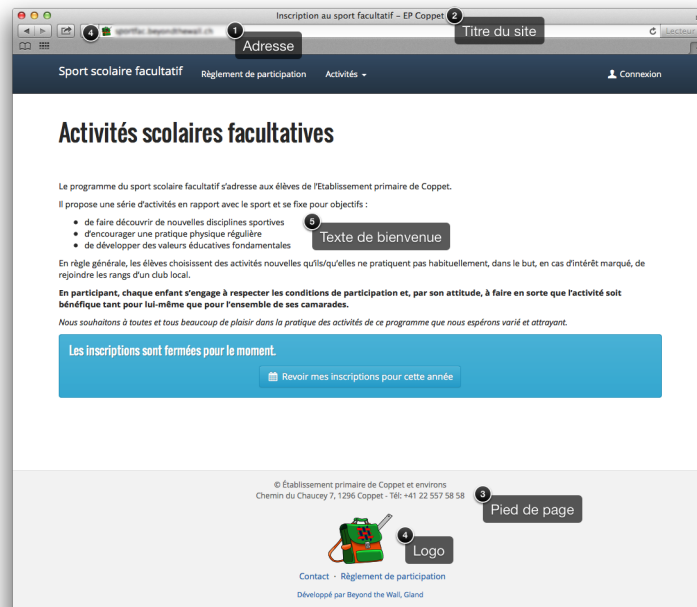 Inscription au sport facultatif – EP Coppet
2
Titre du site
4
1
Adresse
Lecteur
Sport scolaire facultatif
Règlement de participation
Activités
Connexion
Activités scolaires facultatives
Le programme du sport scolaire facultatif s'adresse aux élèves de l'Etablissement primaire de Coppet.
Il propose une série d'activités en rapport avec le sport et se fixe pour objectifs :
de faire découvrir de nouvelles disciplines sportives
d'encourager une pratique physique régulière
de développer des valeurs éducatives fondamentales
5
Texte de bienvenue
En règle générale, les élèves choisissent des activités nouvelles qu'ils/qu'elles ne pratiquent pas habituellement, dans le but, en cas d'intérêt marqué, de
rejoindre les rangs d'un club local.
En participant, chaque enfant s'engage à respecter les conditions de participation et, par son attitude, à faire en sorte que l'activité soit
bénéfique tant pour lui-même que pour l'ensemble de ses camarades.
Nous souhaitons à toutes et tous beaucoup de plaisir dans la pratique des activités de ce programme que nous espérons varié et attrayant.
Les inscriptions sont fermées pour le moment.
Revoir mes inscriptions pour cette année
© Établissement primaire de Coppet et environs
Chemin du Chaucey 7, 1296 Coppet - Tél: +41 22 557 58 58
3
Pied de page
4
Logo
Contact · Règlement de participation
Développé par Beyond the Wall, Gland